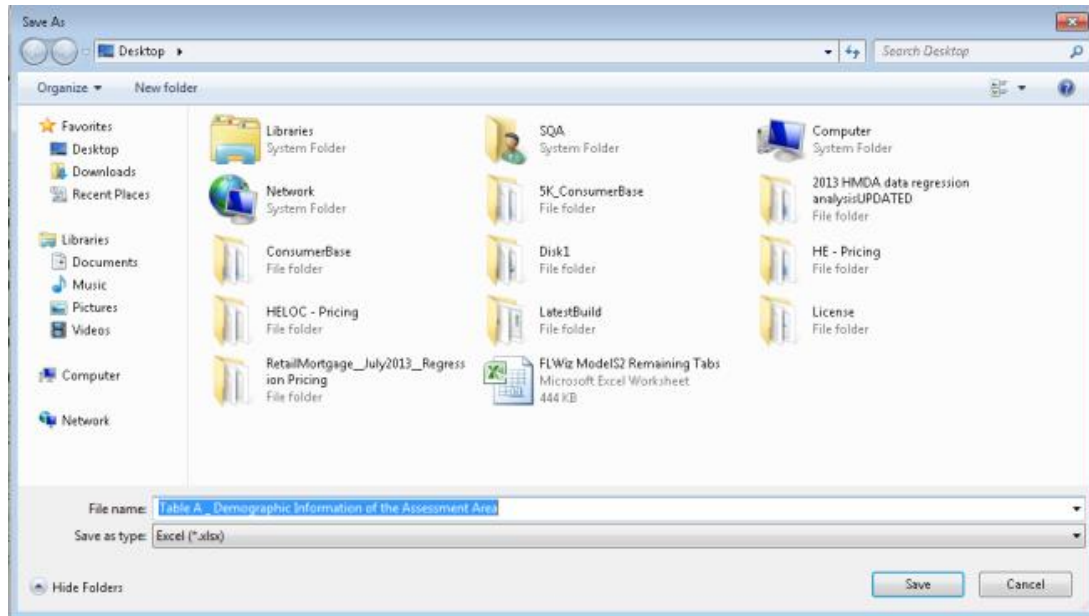 Save As
Desktop
Search Desktop
Organize
New folder
Favorites
Desktop
Downloads
Recent Places
Libraries
Documents
Music
Pictures
Videos
Computer
Network
Libraries
System Folder
SQA
System Folder
Computer
System Folder
Network
System Folder
5K_ConsumerBase
File folder
2013 HMDA data regression
analysisUPDATED
File folder
ConsumerBase
File folder
Disk1
File folder
HE - Pricing
File folder
HELOC - Pricing
File folder
LatestBuild
File folder
License
File folder
RetailMortgage__July2013__Regress
ion Pricing
File folder
FLWiz ModelS2 Remaining Tabs
Microsoft Excel Worksheet
444 KB
File name: Table A _ Demographic Information of the Assessment Area
Save as type: Excel (*.xlsx)
Hide Folders
Save
Cancel